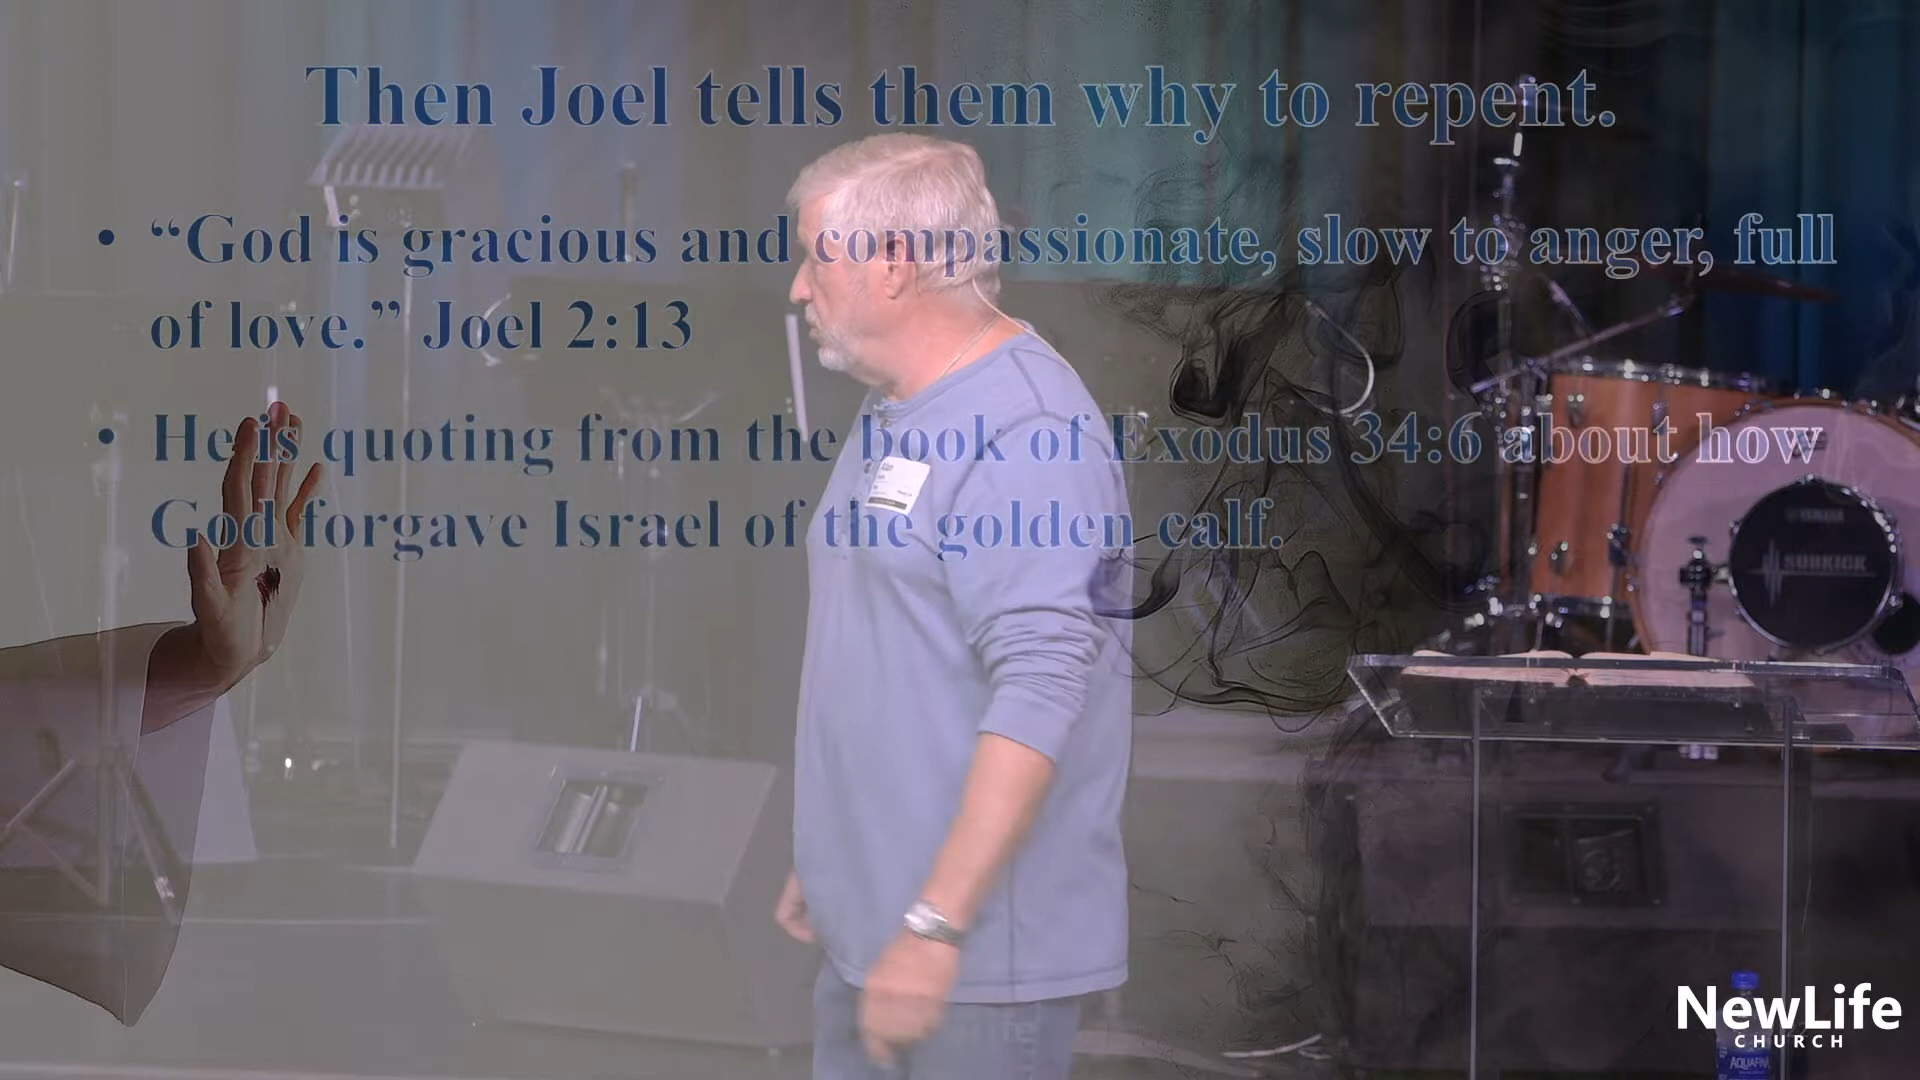 Then Joel tells them why to repent.
• “God is gracious and compassionate, slow to anger, full
of love.” Joel 2:13
• He is quoting from the book of Exodus 34:6 about how
God forgave Israel of the golden calf.
YAMAHA
SUBKICK
NewLife
CHURCH
AQUAFINA